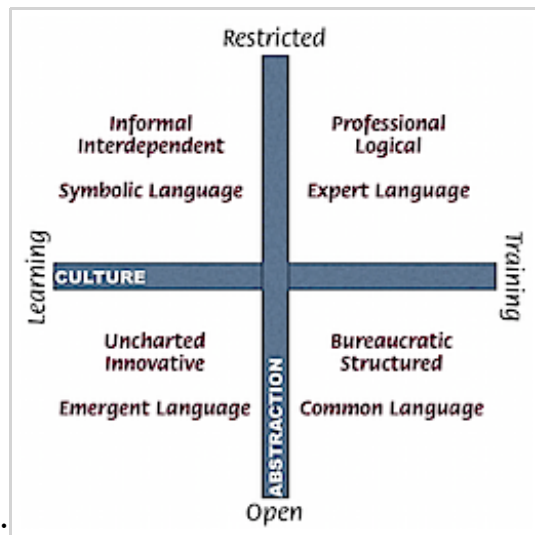 Restricted
Informal
Interdependent
Symbolic Language
Professional
Logical
Expert Language
Learning
CULTURE
Training
Uncharted
Innovative
Emergent Language
ABSTRACTION
Bureaucratic
Structured
Common Language
Open